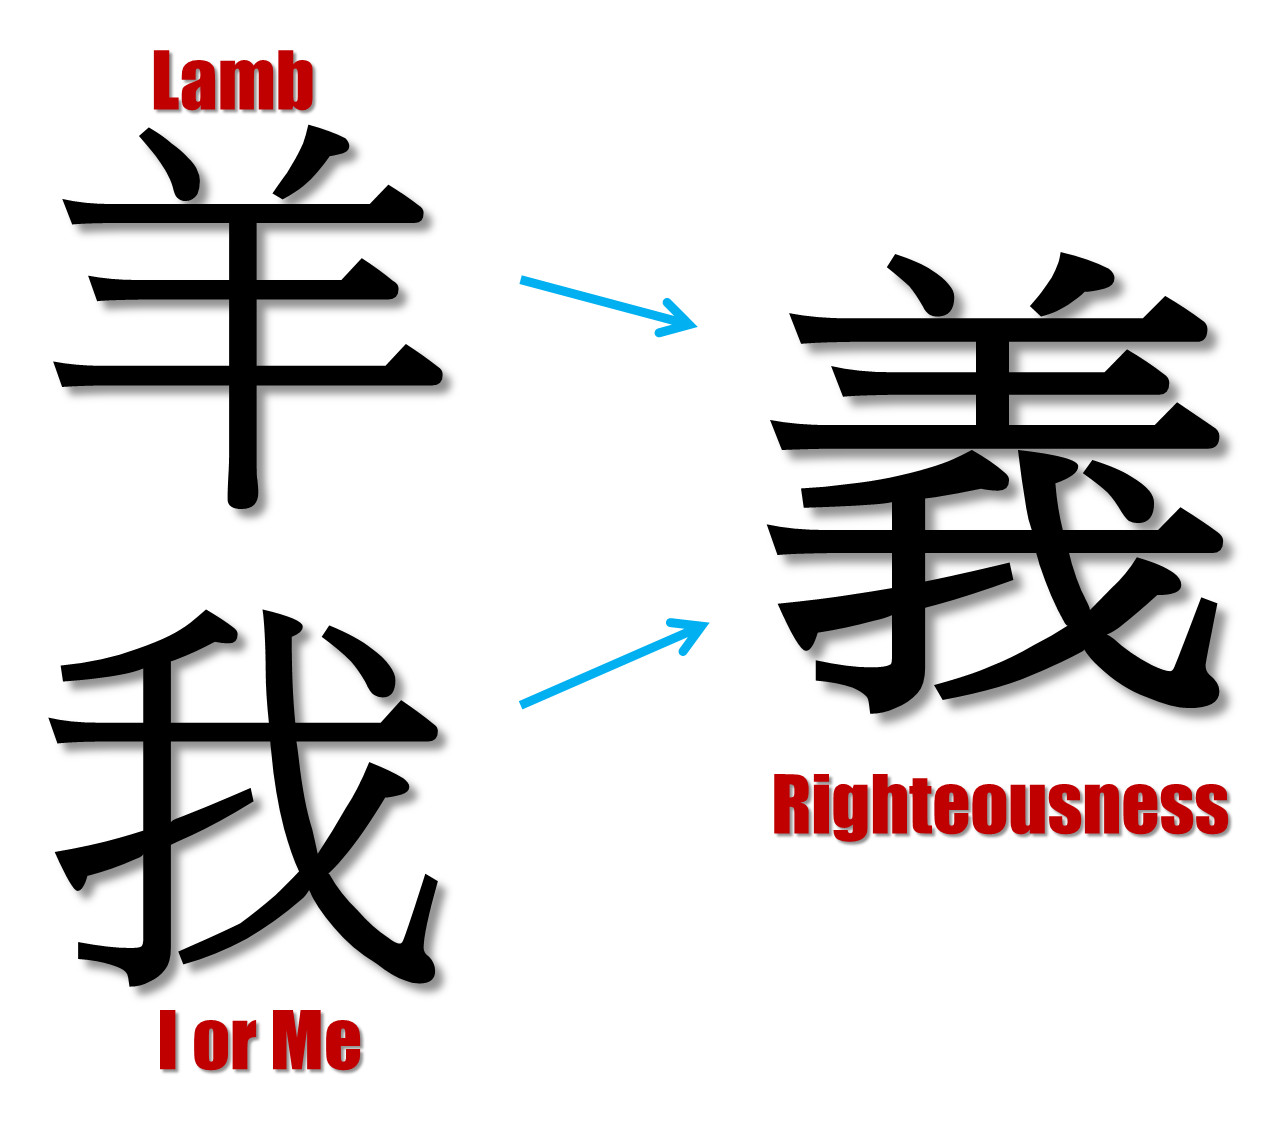 Lamb
羊
我
I or Me
義
Righteousness